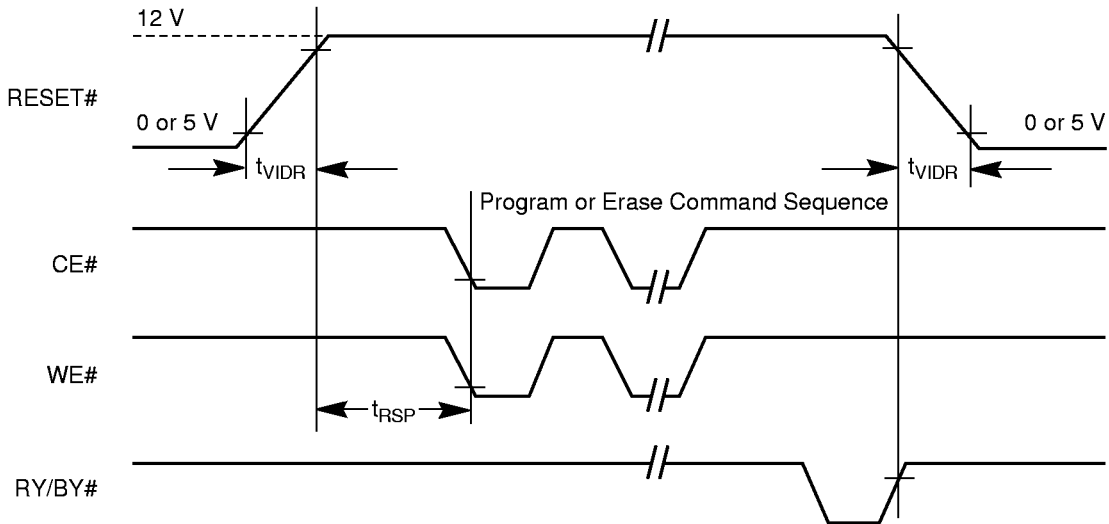 12 V
RESET#
0 or 5 V
0 or 5 V
tVIDR
tVIDR
Program or Erase Command Sequence
CE#
WE#
tRSP
RY/BY#